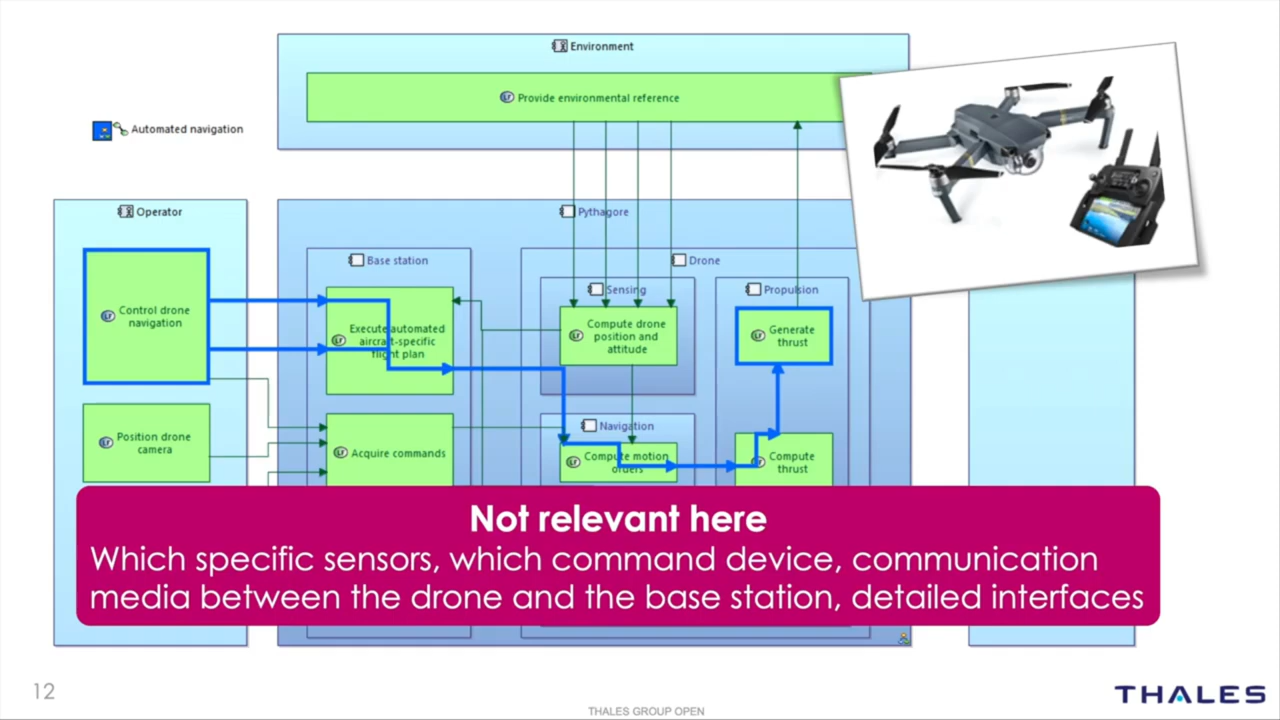 Environment
Provide environmental reference
Automated navigation
Operator
Pythagore
Base station
Drone
Sensing
Propulsion
Control drone
navigation
Execute automated
aircraft-specific
flight plan
Compute drone
position and
attitude
Generate
thrust
Position drone
camera
Acquire commands
Navigation
Compute motion
orders
Compute
thrust
Not relevant here
Which specific sensors, which command device, communication
media between the drone and the base station, detailed interfaces
12
THALES GROUP OPEN
THALES